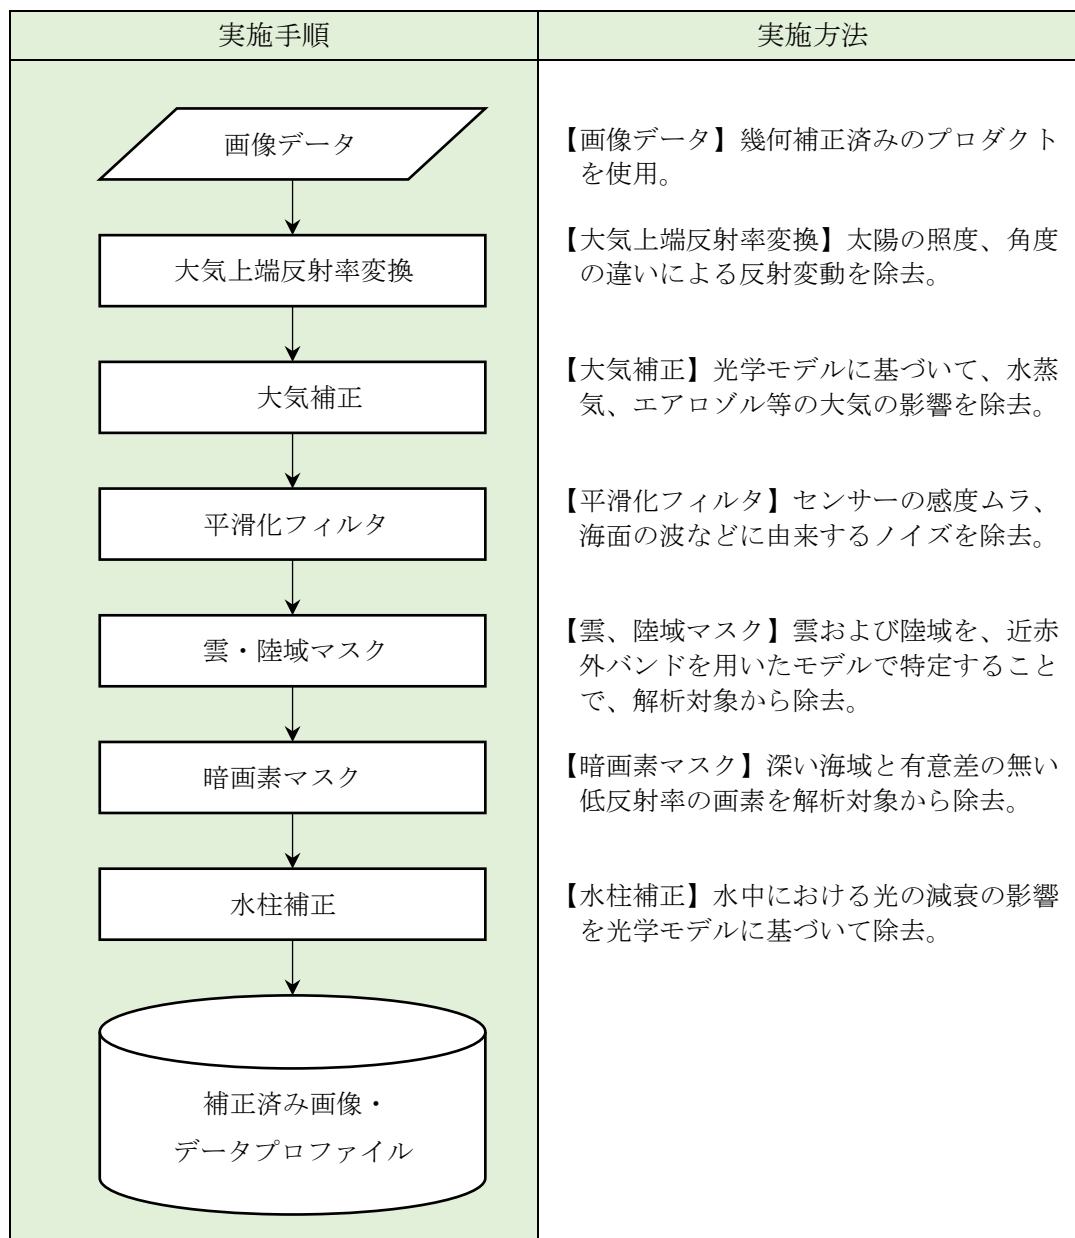 実施手順
実施方法
画像データ
【画像データ】幾何補正済みのプロダクト
を使用。
大気上端反射率変換
【大気上端反射率変換】太陽の照度、角度
の違いによる反射変動を除去。
大気補正
【大気補正】光学モデルに基づいて、水蒸
気、エアロゾル等の大気の影響を除去。
平滑化フィルタ
【平滑化フィルタ】センサーの感度ムラ、
海面の波などに由来するノイズを除去。
雲・陸域マスク
【雲、陸域マスク】雲および陸域を、近赤
外バンドを用いたモデルで特定すること
で、解析対象から除去。
暗画素マスク
【暗画素マスク】深い海域と有意差の無い
低反射率の画素を解析対象から除去。
水柱補正
【水柱補正】水中における光の減衰の影響
を光学モデルに基づいて除去。
補正済み画像・
データプロファイル